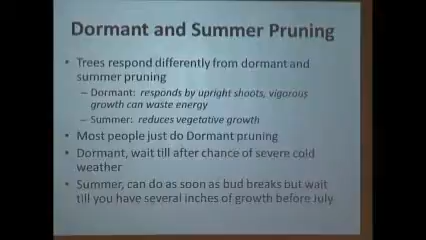 Dormant and Summer Pruning
• Trees respond differently from dormant and
summer pruning
– Dormant: responds by upright shoots, vigorous
growth can waste energy
– Summer: reduces vegetative growth
• Most people just do Dormant pruning
• Dormant, wait till after chance of severe cold
weather
• Summer, can do as soon as bud breaks but wait
till you have several inches of growth before July